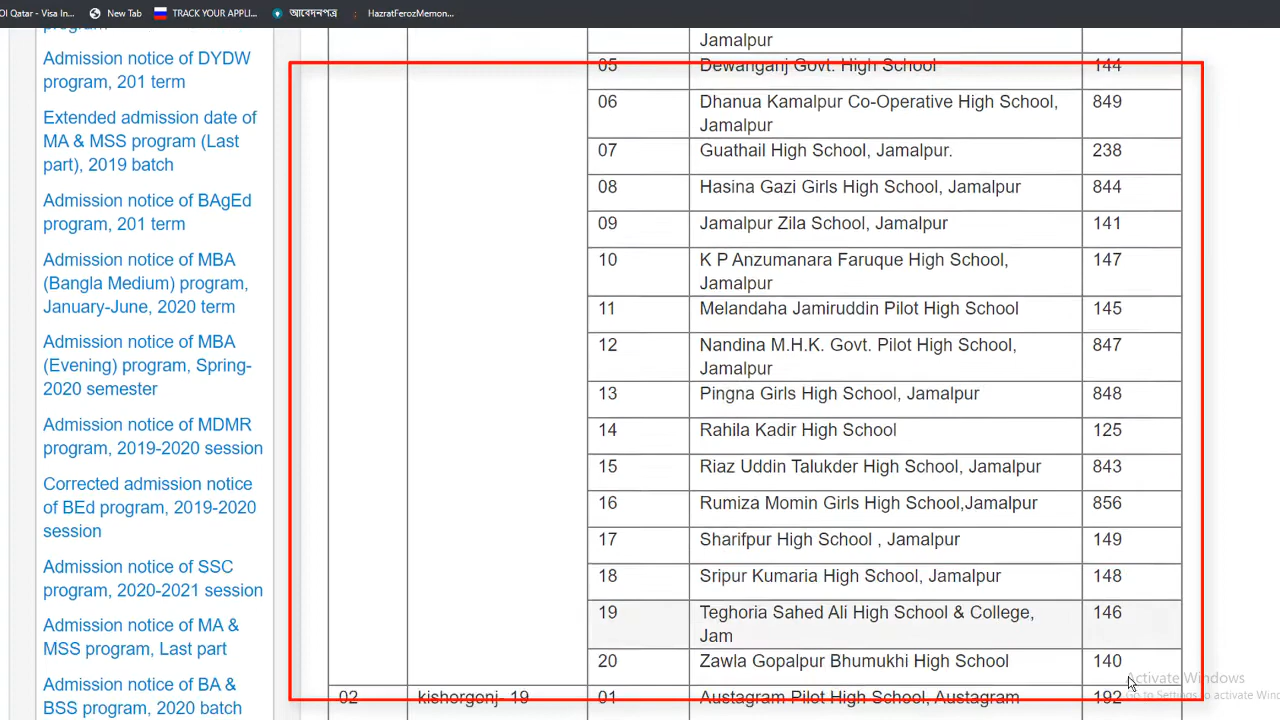 OI Qatar - Visa In... New Tab TRACK YOUR APPLI... আবেদনপত্র HazratFerozMemon...
program,
Admission notice of DYDW
program, 201 term
Extended admission date of
MA & MSS program (Last
part), 2019 batch
Admission notice of BAgEd
program, 201 term
Admission notice of MBA
(Bangla Medium) program,
January-June, 2020 term
Admission notice of MBA
(Evening) program, Spring-
2020 semester
Admission notice of MDMR
program, 2019-2020 session
Corrected admission notice
of BEd program, 2019-2020
session
Admission notice of SSC
program, 2020-2021 session
Admission notice of MA &
MSS program, Last part
Admission notice of BA &
BSS program, 2020 batch
Jamalpur
05 Dewanganj Govt. High School 144
06 Dhanua Kamalpur Co-Operative High School, 849
Jamalpur
07 Guathail High School, Jamalpur. 238
08 Hasina Gazi Girls High School, Jamalpur 844
09 Jamalpur Zila School, Jamalpur 141
10 K P Anzumanara Faruque High School, 147
Jamalpur
11 Melandaha Jamiruddin Pilot High School 145
12 Nandina M.H.K. Govt. Pilot High School, 847
Jamalpur
13 Pingna Girls High School, Jamalpur 848
14 Rahila Kadir High School 125
15 Riaz Uddin Talukder High School, Jamalpur 843
16 Rumiza Momin Girls High School,Jamalpur 856
17 Sharifpur High School , Jamalpur 149
18 Sripur Kumaria High School, Jamalpur 148
19 Teghoria Sahed Ali High School & College, 146
Jam
20 Zawla Gopalpur Bhumukhi High School 140
02 kishorgonj 19 01 Austagram Pilot High School, Austagram 192
Activate Windows
Go to Settings to activate Win